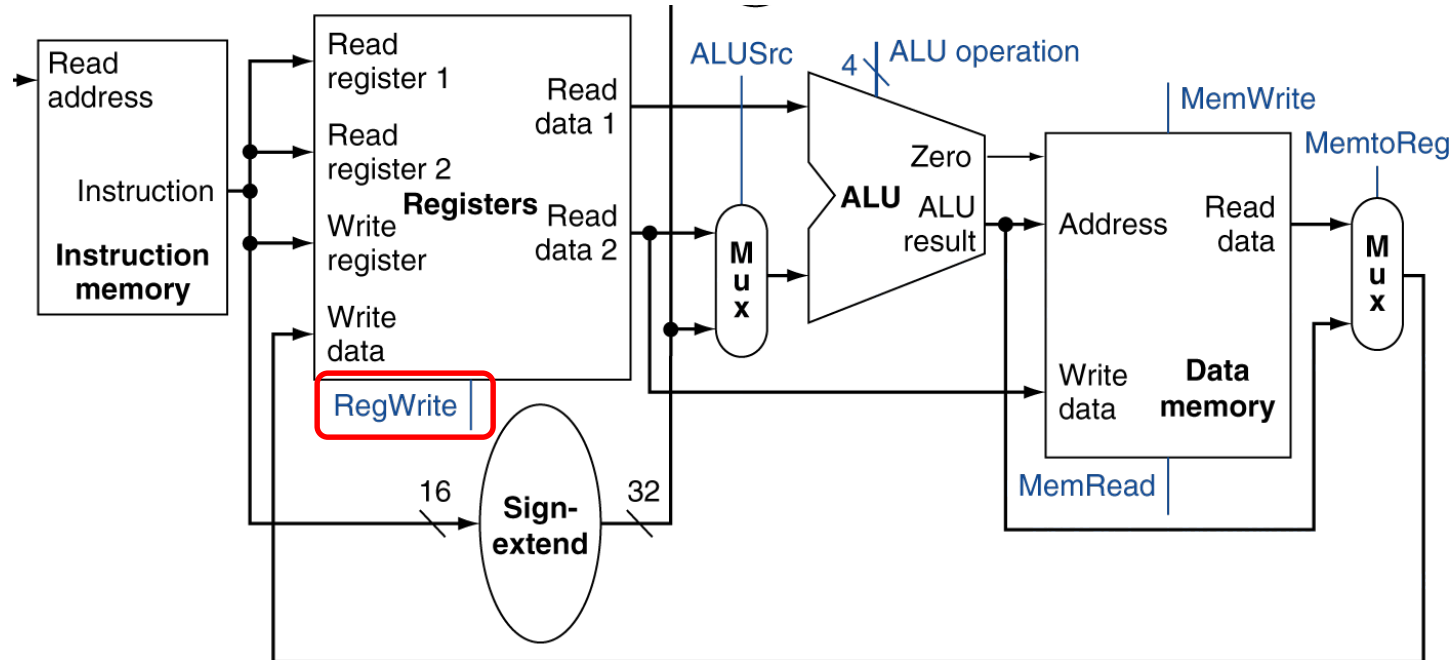 Read
address
Instruction
Instruction
memory
Read
register 1
Read
register 2
Write
register
Write
data
Registers
Read
data 1
Read
data 2
RegWrite
16
Sign-
extend
32
ALUSrc
M
u
x
4
ALU operation
Zero
ALU
ALU
result
MemWrite
Address
Read
data
Write
data
Data
memory
MemRead
MemtoReg
M
u
x